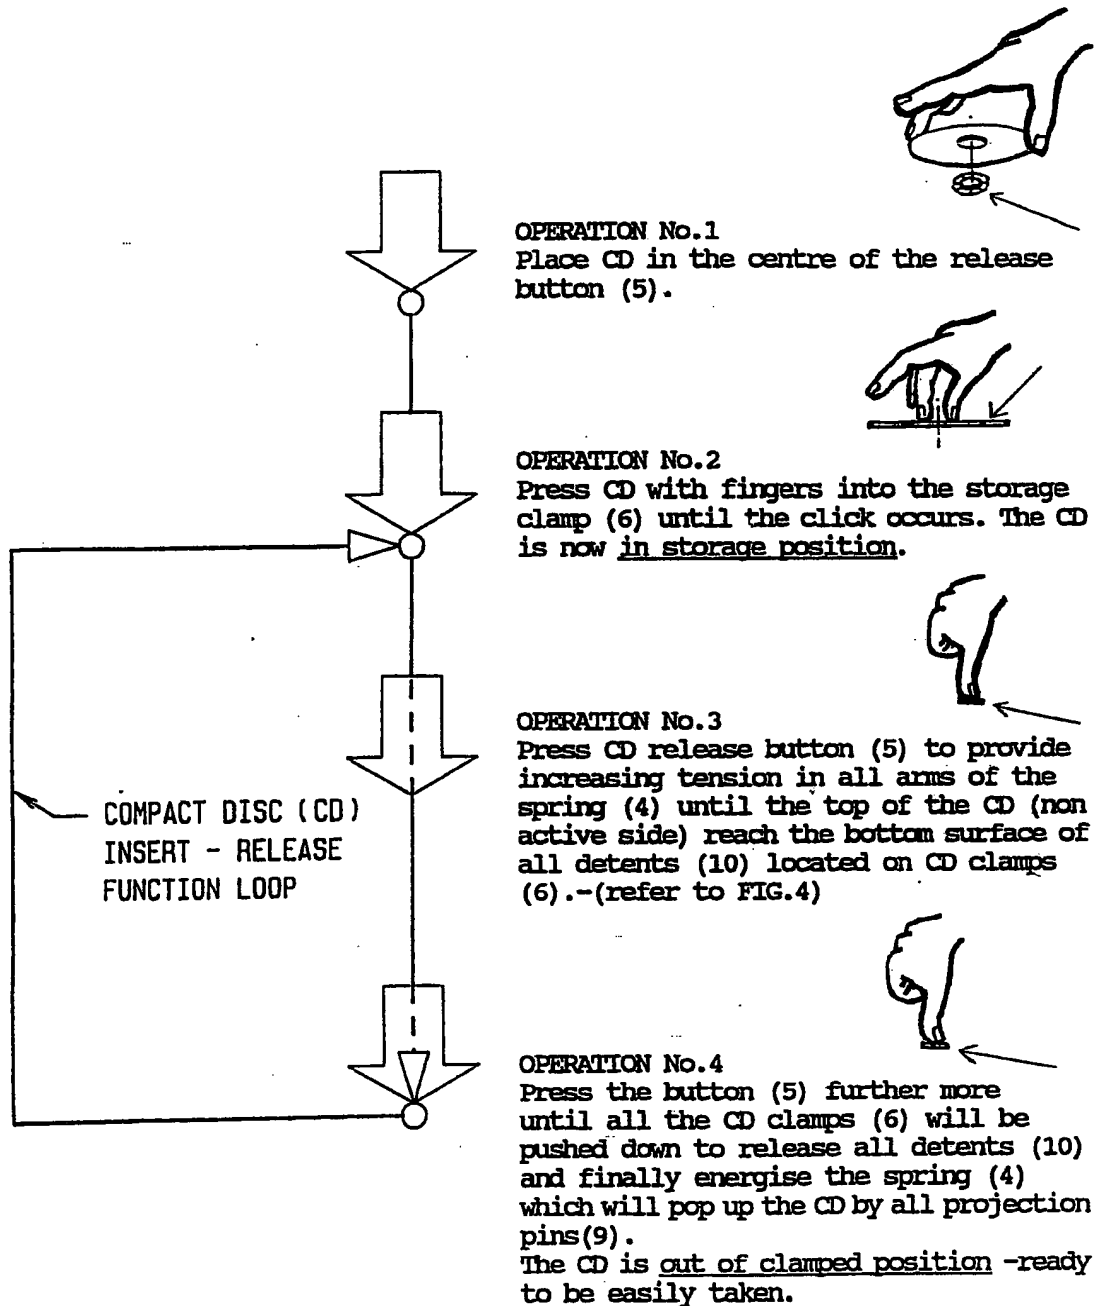 OPERATION No.1
Place CD in the centre of the release
button (5).
OPERATION No.2
Press CD with fingers into the storage
clamp (6) until the click occurs. The CD
is now in storage position.
OPERATION No.3
Press CD release button (5) to provide
increasing tension in all arms of the
spring (4) until the top of the CD (non
active side) reach the bottom surface of
all detents (10) located on CD clamps
(6).-(refer to FIG.4)
COMPACT DISC (CD)
INSERT - RELEASE
FUNCTION LOOP
OPERATION No.4
Press the button (5) further more
until all the CD clamps (6) will be
pushed down to release all detents (10)
and finally energise the spring (4)
which will pop up the CD by all projection
pins(9).
The CD is out of clamped position -ready
to be easily taken.